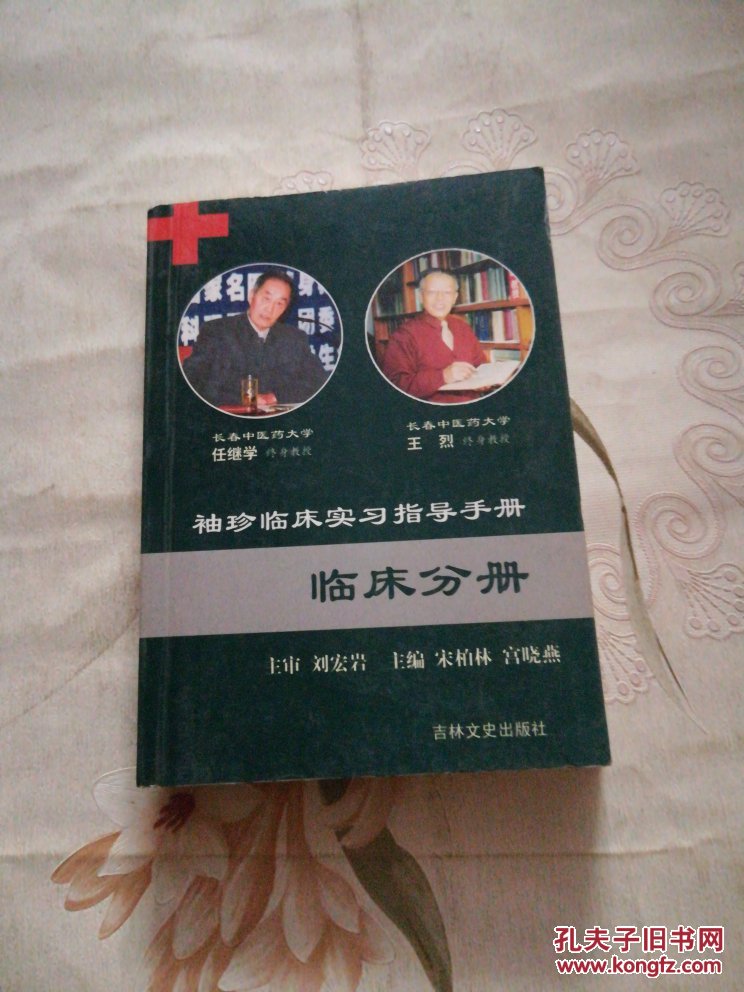 长春中医药大学
任继学 终身教授
长春中医药大学
王 烈 终身教授
袖珍临床实习指导手册
临床分册
主审 刘宏岩 主编 宋柏林 宫晓燕
吉林文史出版社
孔夫子旧书网
www.kongfz.com